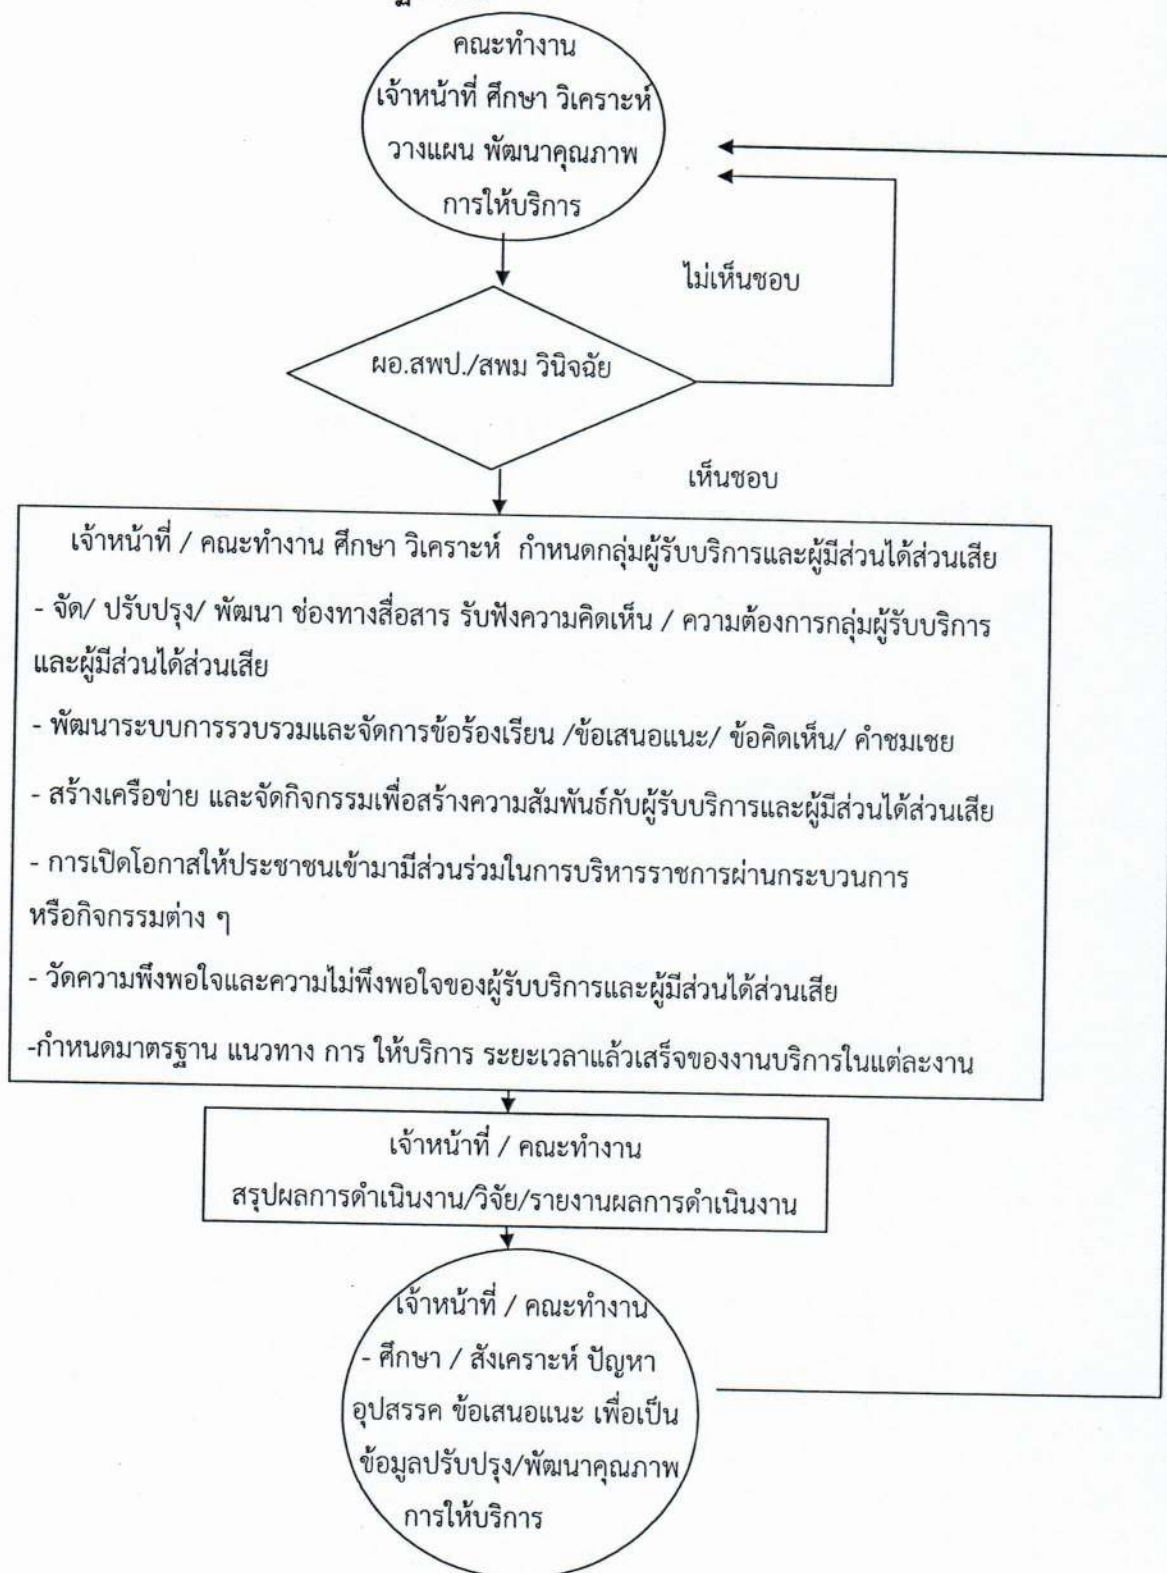 คณะทำงาน
เจ้าหน้าที่ ศึกษา วิเคราะห์
วางแผน พัฒนาคุณภาพ
การให้บริการ
ไม่เห็นชอบ
ผอ.สพป./สพม วินิจฉัย
เห็นชอบ
เจ้าหน้าที่ / คณะทำงาน ศึกษา วิเคราะห์ กำหนดกลุ่มผู้รับบริการและผู้มีส่วนได้ส่วนเสีย
- จัด/ ปรับปรุง/ พัฒนา ช่องทางสื่อสาร รับฟังความคิดเห็น / ความต้องการกลุ่มผู้รับบริการ
และผู้มีส่วนได้ส่วนเสีย
- พัฒนาระบบการรวบรวมและจัดการข้อร้องเรียน /ข้อเสนอแนะ/ ข้อคิดเห็น/ คำชมเชย
- สร้างเครือข่าย และจัดกิจกรรมเพื่อสร้างความสัมพันธ์กับผู้รับบริการและผู้มีส่วนได้ส่วนเสีย
- การเปิดโอกาสให้ประชาชนเข้ามามีส่วนร่วมในการบริหารราชการผ่านกระบวนการ
หรือกิจกรรมต่าง ๆ
- วัดความพึงพอใจและความไม่พึงพอใจของผู้รับบริการและผู้มีส่วนได้ส่วนเสีย
-กำหนดมาตรฐาน แนวทาง การ ให้บริการ ระยะเวลาแล้วเสร็จของงานบริการในแต่ละงาน
เจ้าหน้าที่ / คณะทำงาน
สรุปผลการดำเนินงาน/วิจัย/รายงานผลการดำเนินงาน
เจ้าหน้าที่ / คณะทำงาน
- ศึกษา / สังเคราะห์ ปัญหา
อุปสรรค ข้อเสนอแนะ เพื่อเป็น
ข้อมูลปรับปรุง/พัฒนาคุณภาพ
การให้บริการ